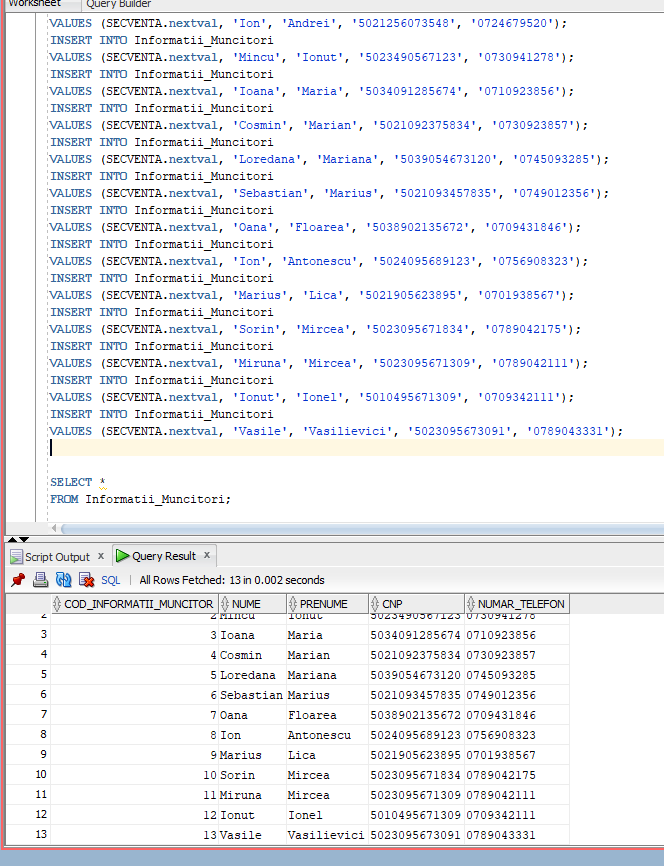 Worksheet Query Builder
VALUES (SECVENTA.nextval, 'Ion', 'Andrei', '5021256073548', '0724679520');
INSERT INTO Informatii_Muncitori
VALUES (SECVENTA.nextval, 'Mincu', 'Ionut', '5023490567123', '0730941278');
INSERT INTO Informatii_Muncitori
VALUES (SECVENTA.nextval, 'Ioana', 'Maria', '5034091285674', '0710923856');
INSERT INTO Informatii_Muncitori
VALUES (SECVENTA.nextval, 'Cosmin', 'Marian', '5021092375834', '0730923857');
INSERT INTO Informatii_Muncitori
VALUES (SECVENTA.nextval, 'Loredana', 'Mariana', '5039054673120', '0745093285');
INSERT INTO Informatii_Muncitori
VALUES (SECVENTA.nextval, 'Sebastian', 'Marius', '5021093457835', '0749012356');
INSERT INTO Informatii_Muncitori
VALUES (SECVENTA.nextval, 'Oana', 'Floarea', '5038902135672', '0709431846');
INSERT INTO Informatii_Muncitori
VALUES (SECVENTA.nextval, 'Ion', 'Antonescu', '5024095689123', '0756908323');
INSERT INTO Informatii_Muncitori
VALUES (SECVENTA.nextval, 'Marius', 'Lica', '5021905623895', '0701938567');
INSERT INTO Informatii_Muncitori
VALUES (SECVENTA.nextval, 'Sorin', 'Mircea', '5023095671834', '0789042175');
INSERT INTO Informatii_Muncitori
VALUES (SECVENTA.nextval, 'Miruna', 'Mircea', '5023095671309', '0789042111');
INSERT INTO Informatii_Muncitori
VALUES (SECVENTA.nextval, 'Ionut', 'Ionel', '5010495671309', '0709342111');
INSERT INTO Informatii_Muncitori
VALUES (SECVENTA.nextval, 'Vasile', 'Vasilievici', '5023095673091', '0789043331');
SELECT *
FROM Informatii_Muncitori;
Script Output x Query Result x
SQL | All Rows Fetched: 13 in 0.002 seconds
COD_INFORMATII_MUNCITOR NUME PRENUME CNP NUMAR_TELEFON
2 2 Mincu Ionut 5023490567123 0730941278
3 3 Ioana Maria 5034091285674 0710923856
4 4 Cosmin Marian 5021092375834 0730923857
5 5 Loredana Mariana 5039054673120 0745093285
6 6 Sebastian Marius 5021093457835 0749012356
7 7 Oana Floarea 5038902135672 0709431846
8 8 Ion Antonescu 5024095689123 0756908323
9 9 Marius Lica 5021905623895 0701938567
10 10 Sorin Mircea 5023095671834 0789042175
11 11 Miruna Mircea 5023095671309 0789042111
12 12 Ionut Ionel 5010495671309 0709342111
13 13 Vasile Vasilievici 5023095673091 0789043331